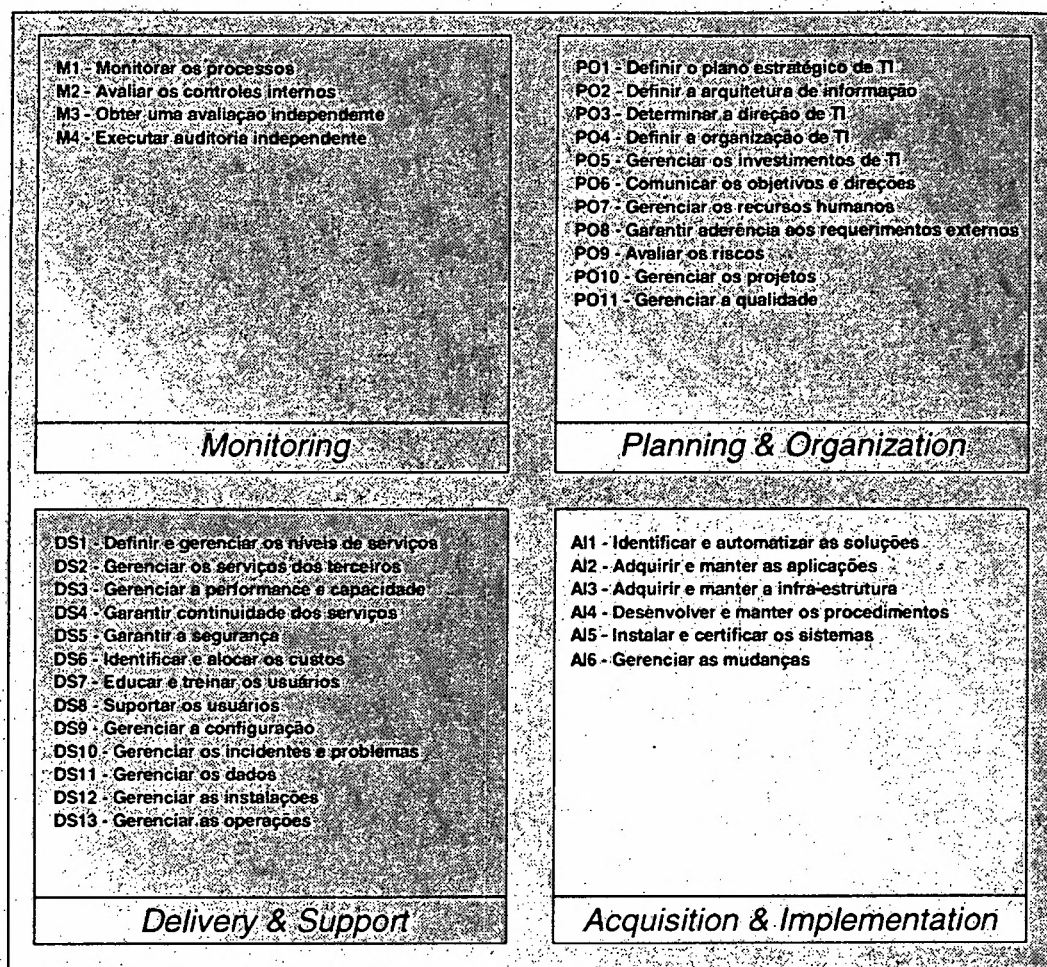 M1 - Monitorar os processos
M2 - Avaliar os controles internos
M3 - Obter uma avaliação independente
M4 - Executar auditoria independente
Monitoring
PO1 - Definir o plano estratégico de TI
PO2 - Definir a arquitetura de informação
PO3 - Determinar a direção de TI
PO4 - Definir a organização de TI
PO5 - Gerenciar os investimentos de TI
PO6 - Comunicar os objetivos e direções
PO7 - Gerenciar os recursos humanos
PO8 - Garantir aderência aos requerimentos externos
PO9 - Avaliar os riscos
PO10 - Gerenciar os projetos
PO11 - Gerenciar a qualidade
Planning & Organization
DS1 - Definir e gerenciar os níveis de serviços
DS2 - Gerenciar os serviços dos terceiros
DS3 - Gerenciar a performance e capacidade
DS4 - Garantir continuidade dos serviços
DS5 - Garantir a segurança
DS6 - Identificar e alocar os custos
DS7 - Educar e treinar os usuários
DS8 - Suportar os usuários
DS9 - Gerenciar a configuração
DS10 - Gerenciar os incidentes e problemas
DS11 - Gerenciar os dados
DS12 - Gerenciar as instalações
DS13 - Gerenciar as operações
Delivery & Support
AI1 - Identificar e automatizar as soluções
AI2 - Adquirir e manter as aplicações
AI3 - Adquirir e manter a infra-estrutura
AI4 - Desenvolver e manter os procedimentos
AI5 - Instalar e certificar os sistemas
AI6 - Gerenciar as mudanças
Acquisition & Implementation